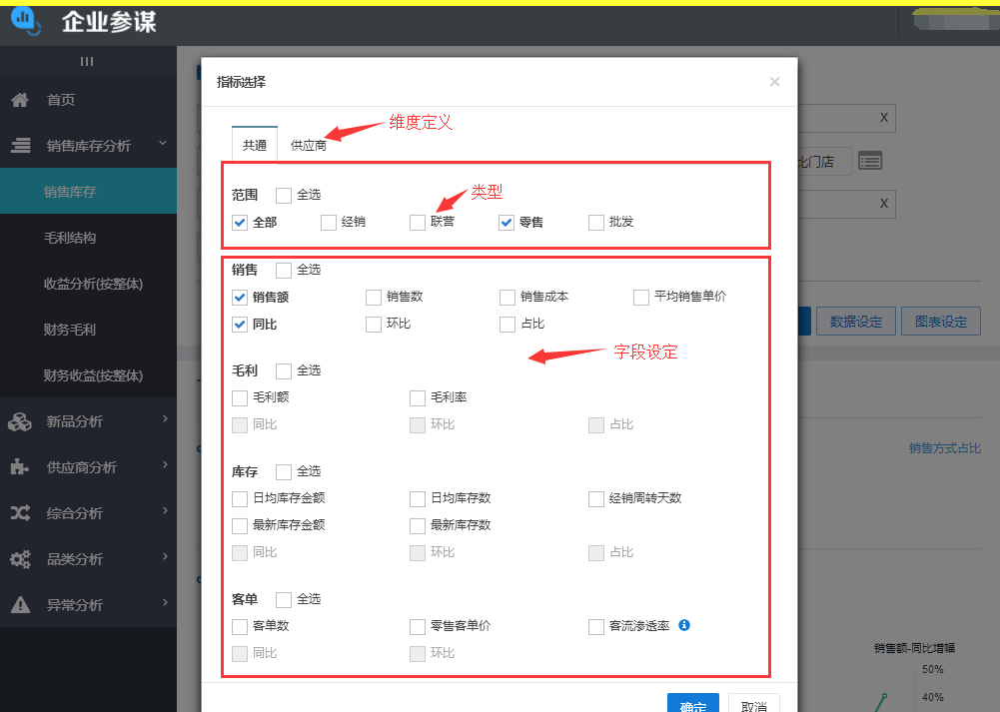 企业参谋
首页
销售库存分析
销售库存
毛利结构
收益分析(按整体)
财务毛利
财务收益(按整体)
新品分析
供应商分析
综合分析
品类分析
异常分析
指标选择 ×
维度定义
共通 供应商
类型
范围 全选
全部 经销 联营 零售 批发
销售 全选
销售额 销售数 销售成本 平均销售单价
同比 环比 占比
字段设定
毛利 全选
毛利额 毛利率
同比 环比 占比
库存 全选
日均库存金额 日均库存数 经销周转天数
最新库存金额 最新库存数
同比 环比 占比
客单 全选
客单数 零售客单价 客流渗透率
同比 环比
确定 取消
X
比门店
X
数据设定 图表设定
销售方式占比
销售额-同比增幅
50%
40%